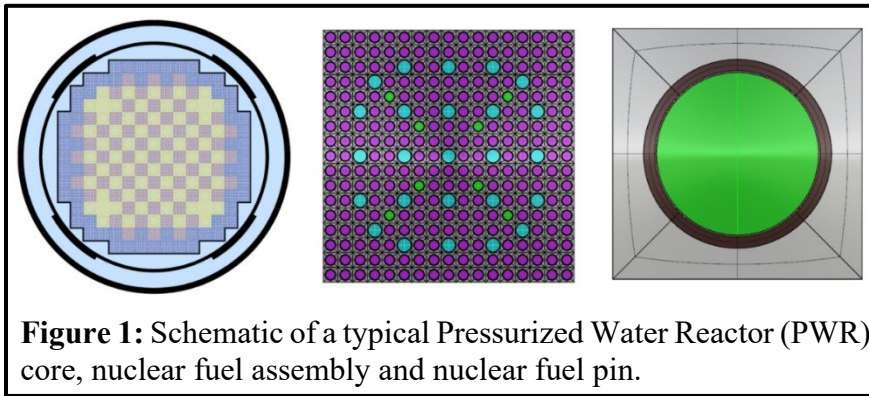 Figure 1: Schematic of a typical Pressurized Water Reactor (PWR)
core, nuclear fuel assembly and nuclear fuel pin.